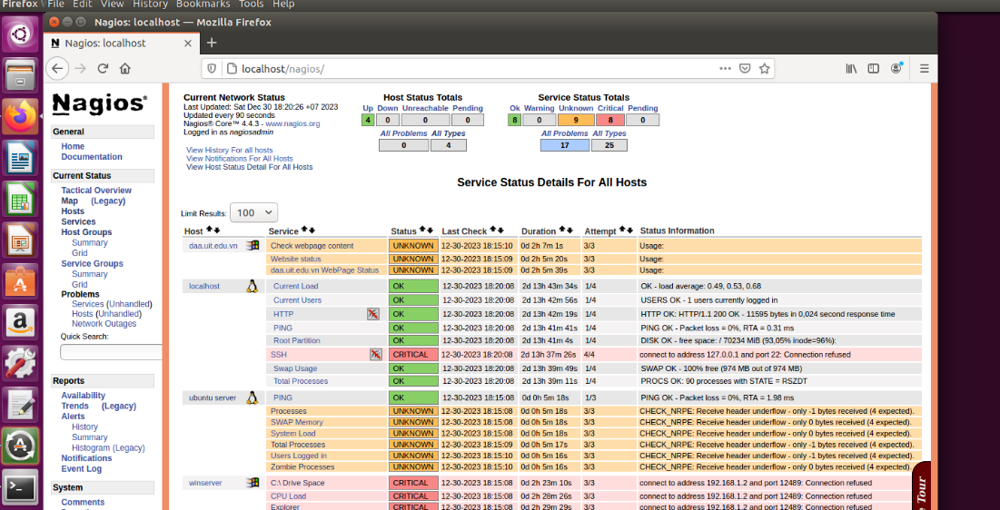 Firefox File Edit View History Bookmarks Tools Help
Nagios: localhost — Mozilla Firefox
Nagios: localhost
localhost/nagios/
Nagios®
General
Home
Documentation
Current Status
Tactical Overview
Map (Legacy)
Hosts
Services
Host Groups
Summary
Grid
Service Groups
Summary
Grid
Problems
Services (Unhandled)
Hosts (Unhandled)
Network Outages
Quick Search:
Reports
Availability
Trends (Legacy)
Alerts
History
Summary
Histogram (Legacy)
Notifications
Event Log
System
Comments
Current Network Status
Last Updated: Sat Dec 30 18:20:26 +07 2023
Updated every 90 seconds
Nagios® Core™ 4.4.3 - www.nagios.org
Logged in as nagiosadmin
View History For all hosts
View Notifications For All Hosts
View Host Status Detail For All Hosts
Host Status Totals
Up Down Unreachable Pending
4 0 0 0
All Problems All Types
0 4
Service Status Totals
Ok Warning Unknown Critical Pending
8 0 9 8 0
All Problems All Types
17 25
Service Status Details For All Hosts
Limit Results: 100
Host Service Status Last Check Duration Attempt Status Information
daa.uit.edu.vn Check webpage content UNKNOWN 12-30-2023 18:15:10 0d 2h 7m 1s 3/3 Usage:
Website status UNKNOWN 12-30-2023 18:15:09 0d 2h 5m 20s 3/3 Usage:
daa.uit.edu.vn WebPage Status UNKNOWN 12-30-2023 18:15:09 0d 2h 5m 39s 3/3 Usage:
localhost Current Load OK 12-30-2023 18:20:08 2d 13h 43m 34s 1/4 OK - load average: 0.49, 0.53, 0.68
Current Users OK 12-30-2023 18:20:08 2d 13h 42m 56s 1/4 USERS OK - 1 users currently logged in
HTTP OK 12-30-2023 18:20:08 2d 13h 42m 19s 1/4 HTTP OK: HTTP/1.1 200 OK - 11595 bytes in 0,024 second response time
PING OK 12-30-2023 18:20:08 2d 13h 41m 41s 1/4 PING OK - Packet loss = 0%, RTA = 0.31 ms
Root Partition OK 12-30-2023 18:20:08 2d 13h 41m 4s 1/4 DISK OK - free space: / 70234 MiB (93,05% inode=96%):
SSH CRITICAL 12-30-2023 18:20:08 2d 13h 37m 26s 4/4 connect to address 127.0.0.1 and port 22: Connection refused
Swap Usage OK 12-30-2023 18:20:08 2d 13h 39m 49s 1/4 SWAP OK - 100% free (974 MB out of 974 MB)
Total Processes OK 12-30-2023 18:20:08 2d 13h 39m 11s 1/4 PROCS OK: 90 processes with STATE = RSZDT
ubuntu server PING OK 12-30-2023 18:15:08 0d 0h 5m 18s 1/3 PING OK - Packet loss = 0%, RTA = 1.98 ms
Processes UNKNOWN 12-30-2023 18:15:08 0d 0h 5m 18s 3/3 CHECK_NRPE: Receive header underflow - only -1 bytes received (4 expected).
SWAP Memory UNKNOWN 12-30-2023 18:15:08 0d 0h 5m 18s 3/3 CHECK_NRPE: Receive header underflow - only 0 bytes received (4 expected).
System Load UNKNOWN 12-30-2023 18:15:08 0d 0h 5m 18s 3/3 CHECK_NRPE: Receive header underflow - only 0 bytes received (4 expected).
Total Processes UNKNOWN 12-30-2023 18:15:09 0d 0h 5m 17s 3/3 CHECK_NRPE: Receive header underflow - only -1 bytes received (4 expected).
Users Logged in UNKNOWN 12-30-2023 18:15:10 0d 0h 5m 16s 3/3 CHECK_NRPE: Receive header underflow - only -1 bytes received (4 expected).
Zombie Processes UNKNOWN 12-30-2023 18:15:08 0d 0h 5m 16s 3/3 CHECK_NRPE: Receive header underflow - only 0 bytes received (4 expected).
winserver C:\ Drive Space CRITICAL 12-30-2023 18:15:08 0d 2h 23m 10s 3/3 connect to address 192.168.1.2 and port 12489: Connection refused
CPU Load CRITICAL 12-30-2023 18:15:08 0d 2h 28m 26s 3/3 connect to address 192.168.1.2 and port 12489: Connection refused
Explorer CRITICAL 12-30-2023 18:15:08 0d 2h 29m 29s 3/3 connect to address 192.168.1.2 and port 12489: Connection refused
Tour